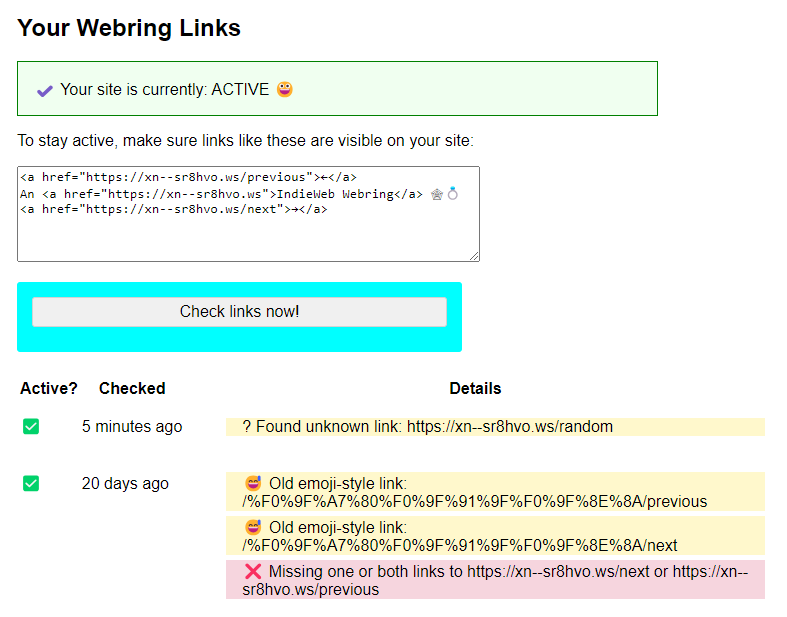 Your Webring Links
✔ Your site is currently: ACTIVE 😀
To stay active, make sure links like these are visible on your site:
<a href="https://xn--sr8hvo.ws/previous">←</a>
An <a href="https://xn--sr8hvo.ws">IndieWeb Webring</a> 🕸💍
<a href="https://xn--sr8hvo.ws/next">→</a>
Check links now!
Active? Checked Details
✅ 5 minutes ago ? Found unknown link: https://xn--sr8hvo.ws/random
✅ 20 days ago 😅 Old emoji-style link:
/%F0%9F%A7%80%F0%9F%91%9F%F0%9F%8E%8A/previous
😅 Old emoji-style link:
/%F0%9F%A7%80%F0%9F%91%9F%F0%9F%8E%8A/next
❌ Missing one or both links to https://xn--sr8hvo.ws/next or https://xn--
sr8hvo.ws/previous